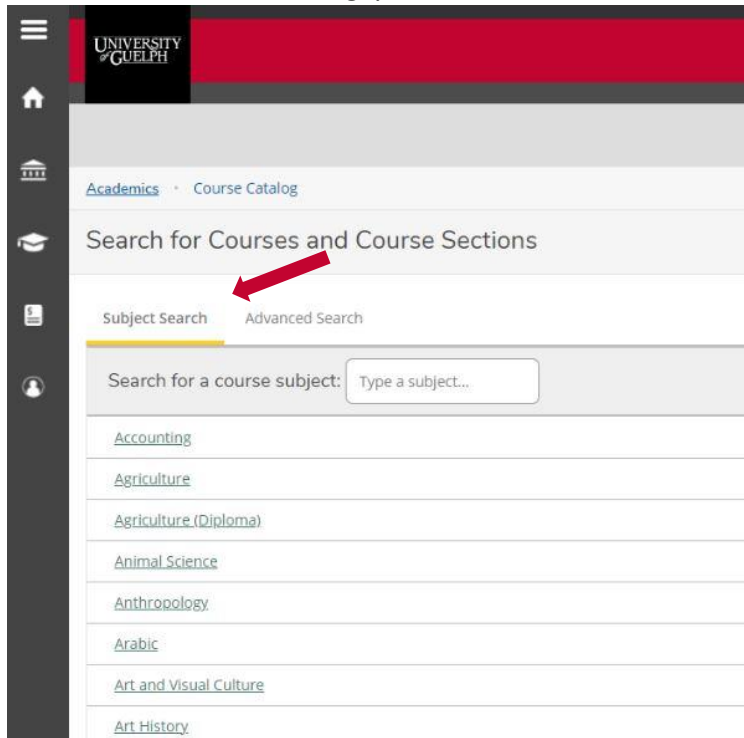 UNIVERSITY
of GUELPH
Academics · Course Catalog
Search for Courses and Course Sections
Subject Search Advanced Search
Search for a course subject: Type a subject...
Accounting
Agriculture
Agriculture (Diploma)
Animal Science
Anthropology
Arabic
Art and Visual Culture
Art History